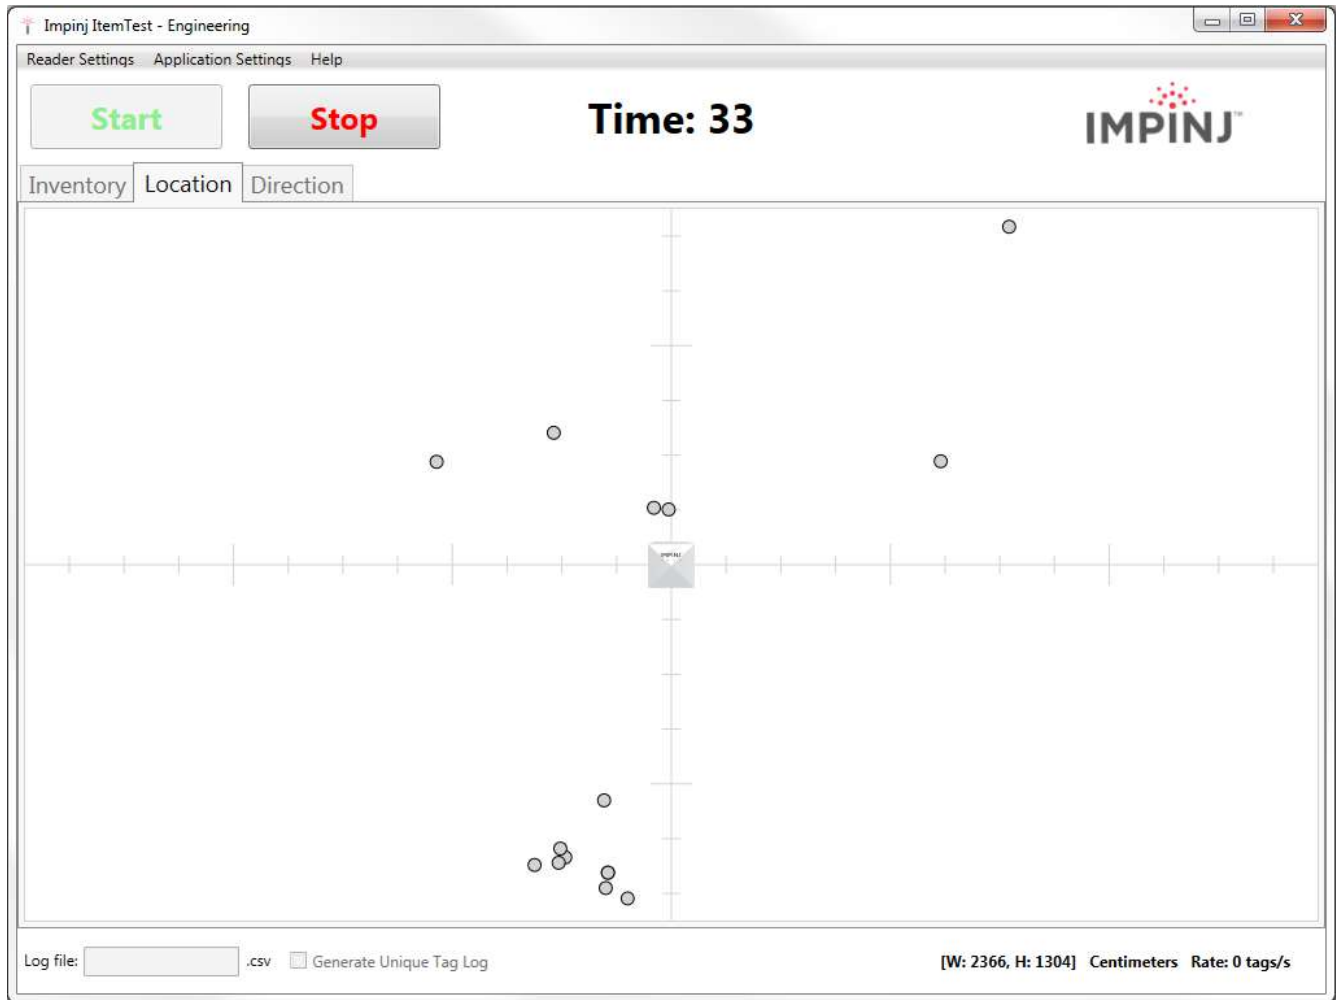 Impinj ItemTest - Engineering
Reader Settings Application Settings Help
Start Stop Time: 33 IMPINJ™
Inventory Location Direction
IMPINJ
Log file: .csv Generate Unique Tag Log [W: 2366, H: 1304] Centimeters Rate: 0 tags/s